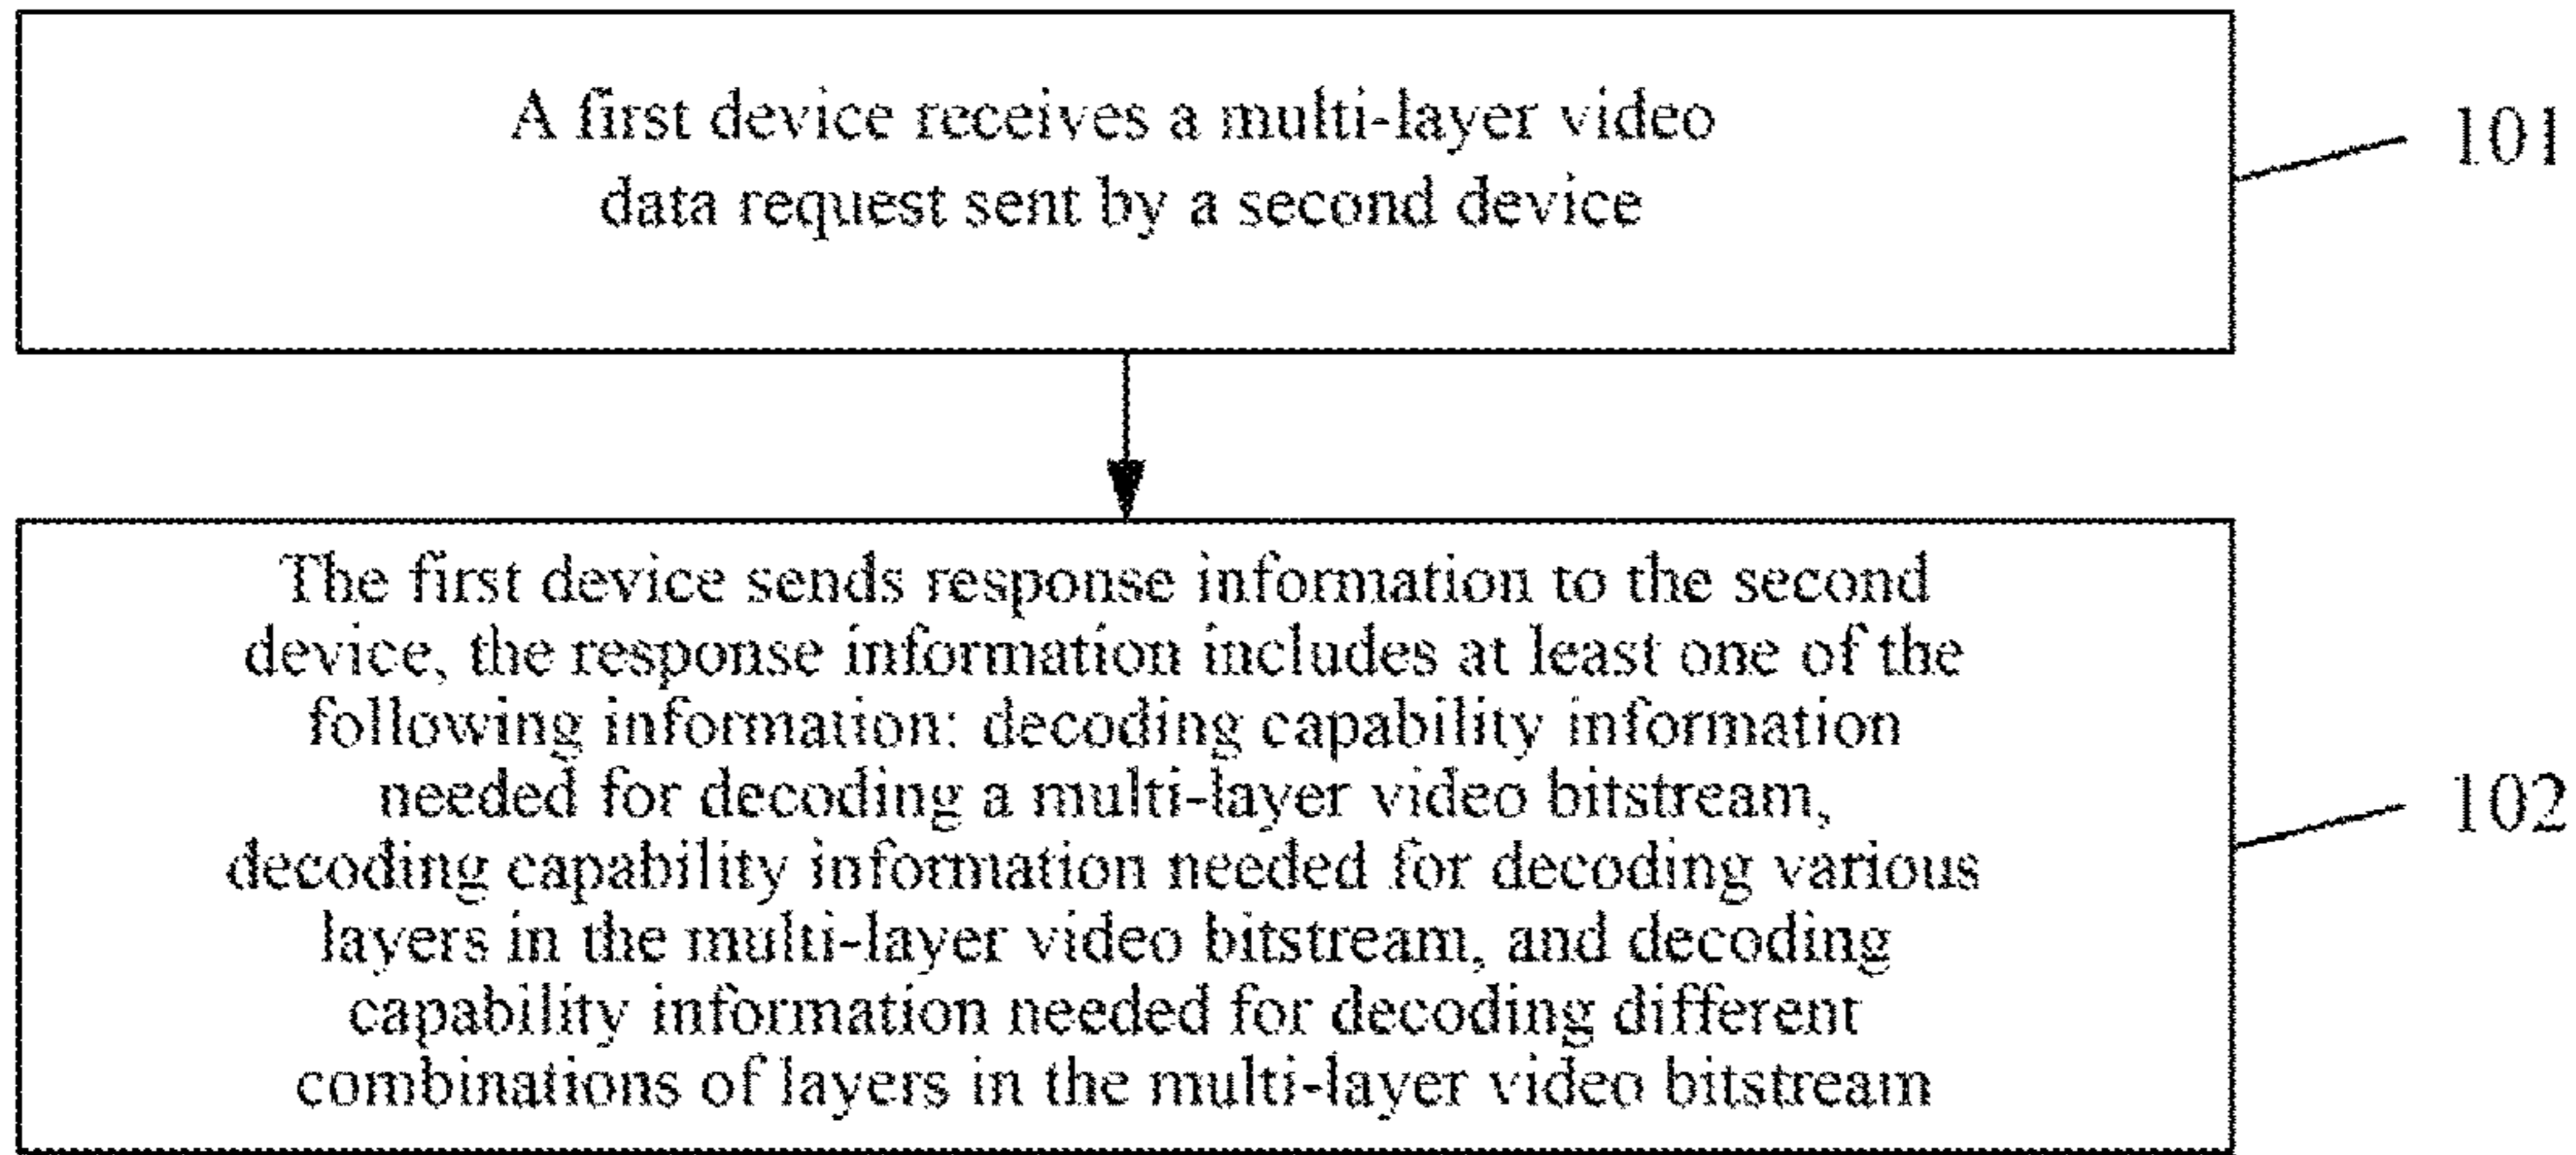 A first device receives a multi-layer video
data request sent by a second device
101
The first device sends response information to the second
device, the response information includes at least one of the
following information: decoding capability information
needed for decoding a multi-layer video bitstream,
decoding capability information needed for decoding various
layers in the multi-layer video bitstream, and decoding
capability information needed for decoding different
combinations of layers in the multi-layer video bitstream
102